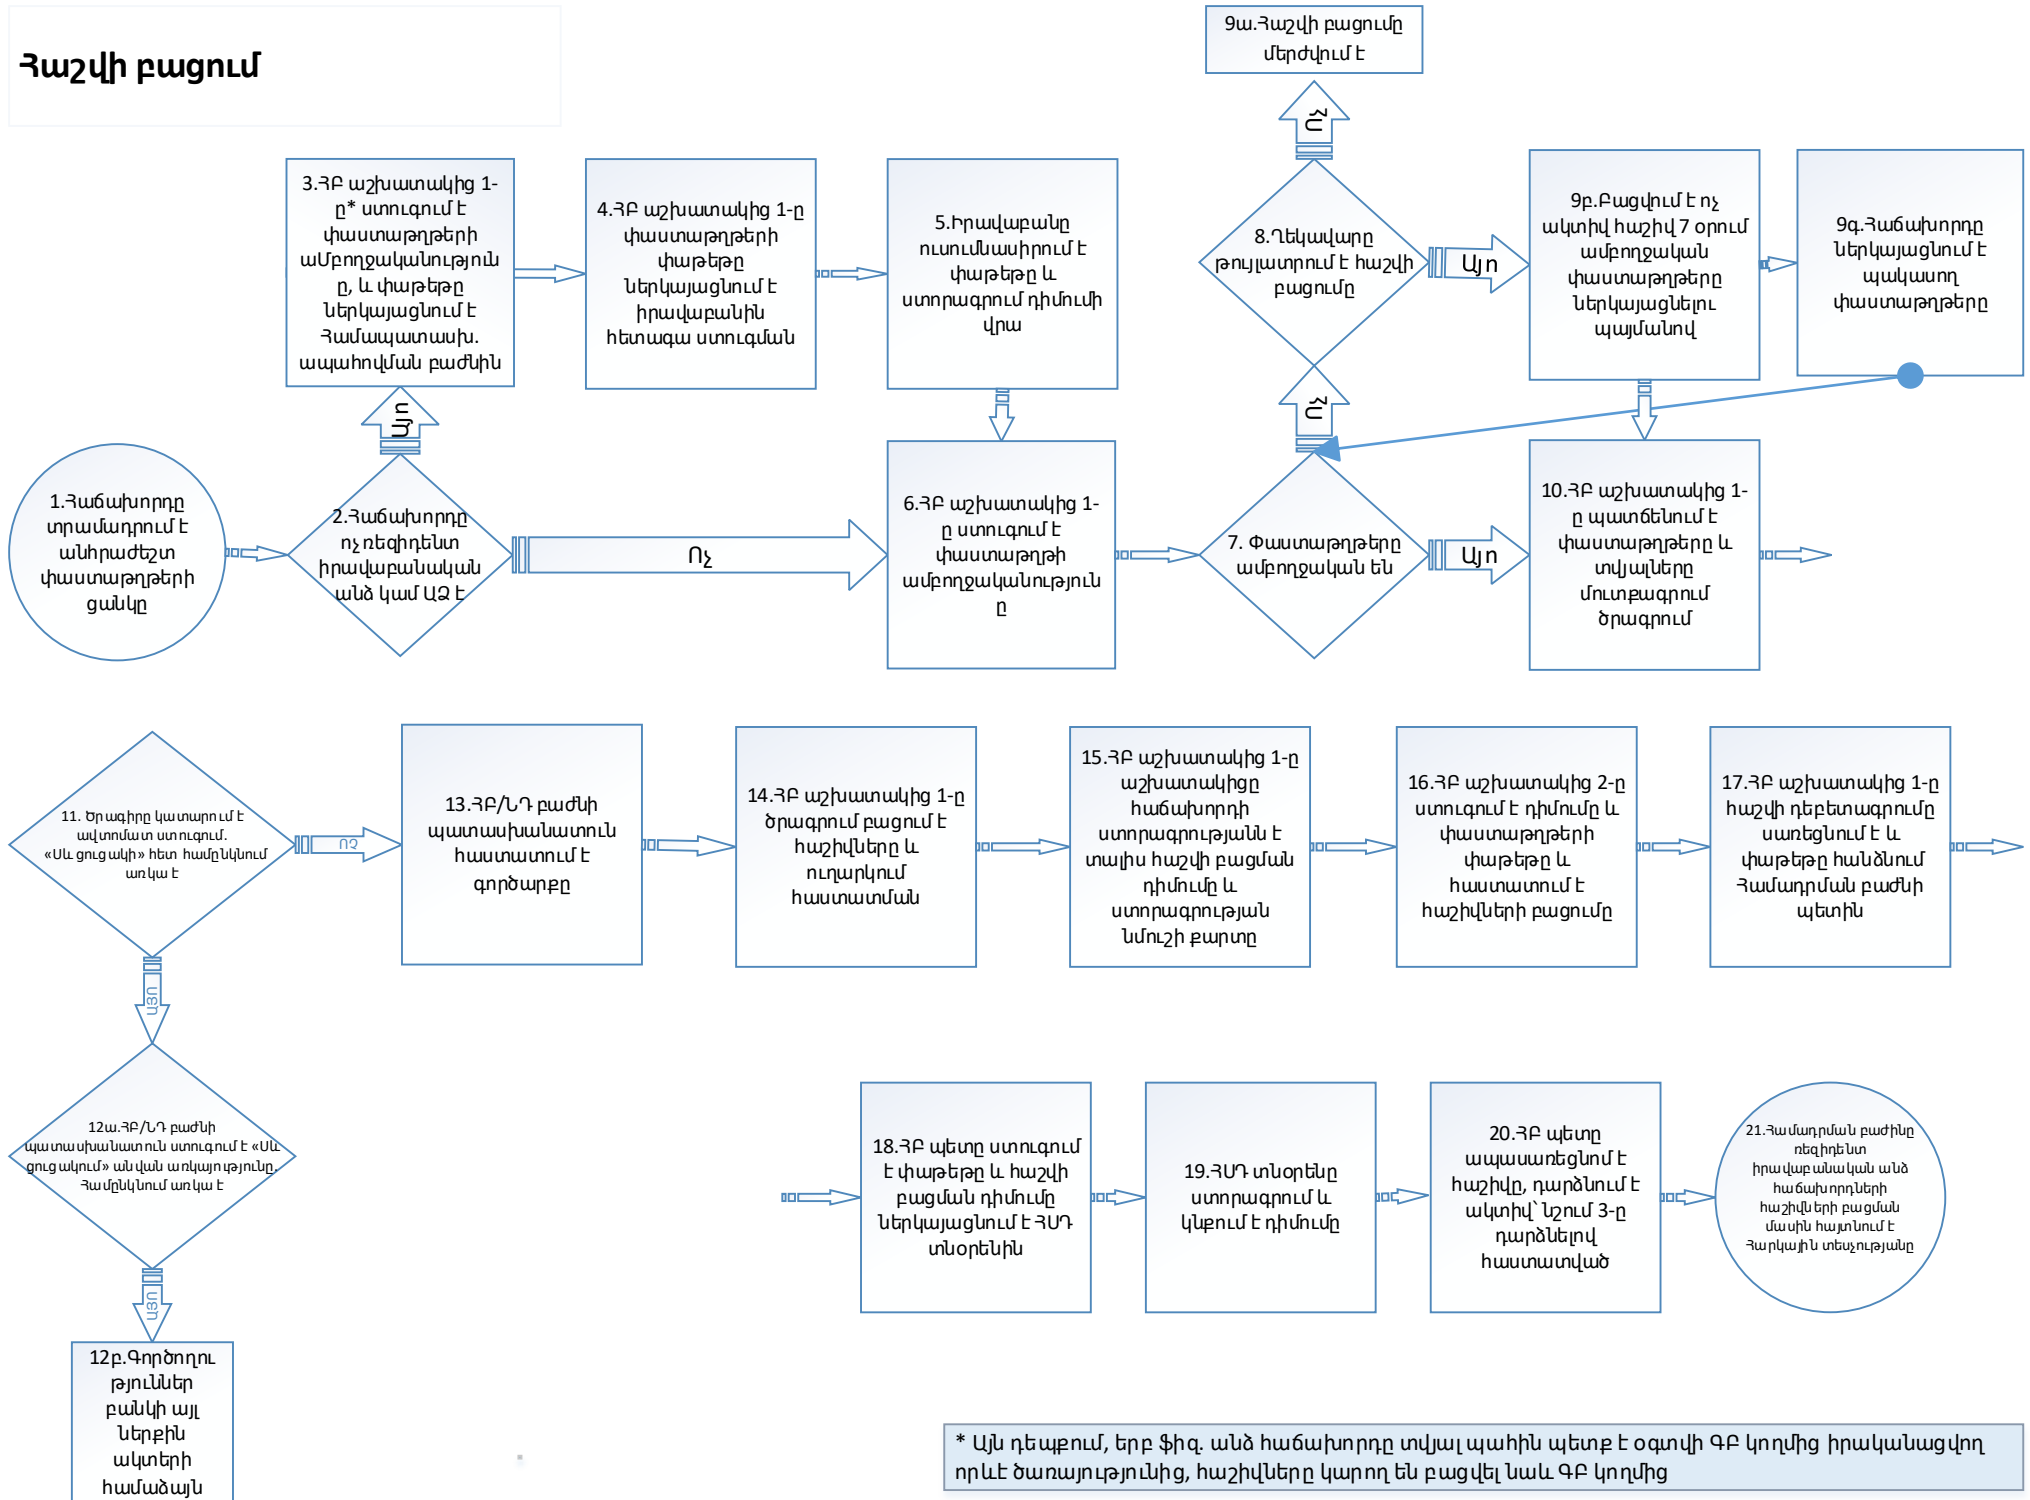 Հաշվի բացում
9ա.Հաշվի բացումը
մերժվում է
ՈՉ
3.ՀԲ աշխատակից 1-
ը* ստուգում է
փաստաթղթերի
ամբողջականություն
ը, և փաթեթը
ներկայացնում է
Համապատասխ.
ապահովման բաժնին
4.ՀԲ աշխատակից 1-ը
փաստաթղթերի
փաթեթը
ներկայացնում է
իրավաբանին
հետագա ստուգման
5.Իրավաբանը
ուսումնասիրում է
փաթեթը և
ստորագրում դիմումի
վրա
8.Ղեկավարը
թույլատրում է հաշվի
բացումը
Այո
9բ.Բացվում է ոչ
ակտիվ հաշիվ 7 օրում
ամբողջական
փաստաթղթերը
ներկայացնելու
պայմանով
9գ.Հաճախորդը
ներկայացնում է
պակասող
փաստաթղթերը
Այո
ՈՉ
1.Հաճախորդը
տրամադրում է
անհրաժեշտ
փաստաթղթերի
ցանկը
2.Հաճախորդը
ոչ ռեզիդենտ
իրավաբանական
անձ կամ ԱՁ է
Ոչ
6.ՀԲ աշխատակից 1-
ը ստուգում է
փաստաթղթի
ամբողջականություն
ը
7. Փաստաթղթերը
ամբողջական են
Այո
10.ՀԲ աշխատակից 1-
ը պատճենում է
փաստաթղթերը և
տվյալները
մուտքագրում
ծրագրում
11. Ծրագիրը կատարում է
ավտոմատ ստուգում.
«Սև ցուցակի» հետ համընկնում
առկա է
ՈՉ
13.ՀԲ/ՆԴ բաժնի
պատասխանատուն
հաստատում է
գործարքը
14.ՀԲ աշխատակից 1-ը
ծրագրում բացում է
հաշիվները և
ուղարկում
հաստատման
15.ՀԲ աշխատակից 1-ը
աշխատակիցը
հաճախորդի
ստորագրությանն է
տալիս հաշվի բացման
դիմումը և
ստորագրության
նմուշի քարտը
16.ՀԲ աշխատակից 2-ը
ստուգում է դիմումը և
փաստաթղթերի
փաթեթը և
հաստատում է
հաշիվների բացումը
17.ՀԲ աշխատակից 1-ը
հաշվի դեբետագրումը
սառեցնում է և
փաթեթը հանձնում
Համադրման բաժնի
պետին
ԱՅՈ
12ա.ՀԲ/ՆԴ բաժնի
պատասխանատուն ստուգում է «Սև
ցուցակում» անվան առկայությունը.
Համընկնում առկա է
ԱՅՈ
12բ.Գործողու
թյուններ
բանկի այլ
ներքին
ակտերի
համաձայն
18.ՀԲ պետը ստուգում
է փաթեթը և հաշվի
բացման դիմումը
ներկայացնում է ՀՍԴ
տնօրենին
19.ՀՍԴ տնօրենը
ստորագրում և
կնքում է դիմումը
20.ՀԲ պետը
ապասառեցնոմ է
հաշիվը, դարձնում է
ակտիվ՝ նշում 3-ը
դարձնելով
հաստատված
21.Համադրման բաժինը
ռեզիդենտ
իրավաբանական անձ
հաճախորդների
հաշիվների բացման
մասին հայտնում է
Հարկային տեսչությանը
* Այն դեպքում, երբ ֆիզ. անձ հաճախորդը տվյալ պահին պետք է օգտվի ԳԲ կողմից իրականացվող
որևէ ծառայությունից, հաշիվները կարող են բացվել նաև ԳԲ կողմից